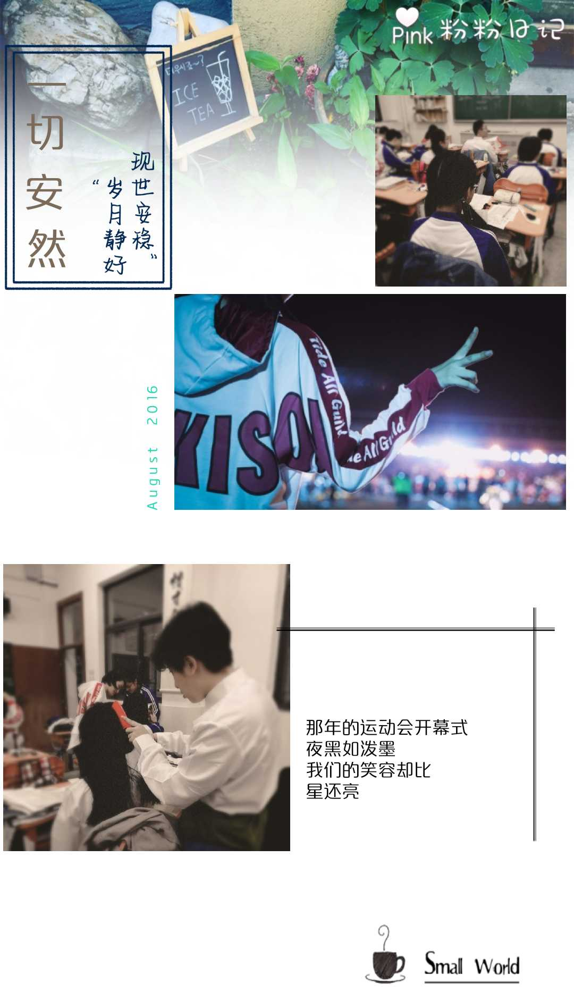 Pink 粉粉日记
ICE
TEA
一切安然
“岁月静好
现世安稳”
Tide All Guild
KISO
All Guild
August 2016
那年的运动会开幕式
夜黑如泼墨
我们的笑容却比
星还亮
Small World